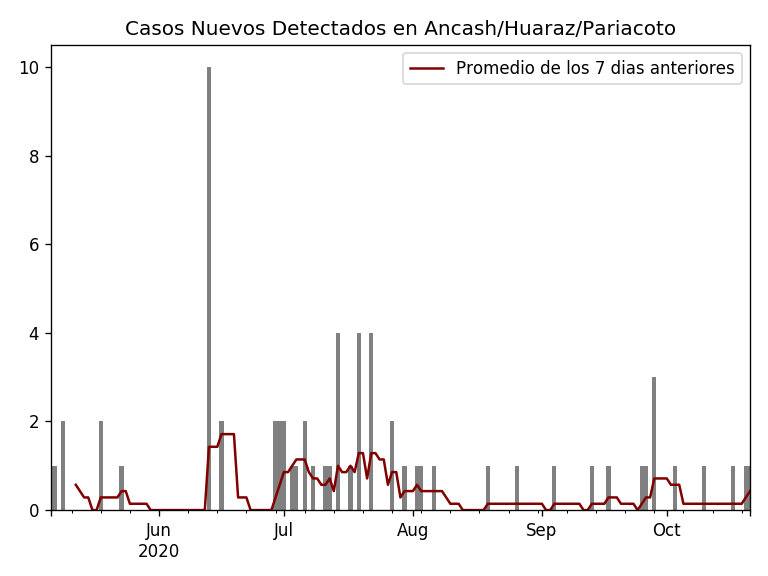 Casos Nuevos Detectados en Ancash/Huaraz/Pariacoto
Promedio de los 7 dias anteriores
10
8
6
4
2
0
Jun Jul Aug Sep Oct
2020